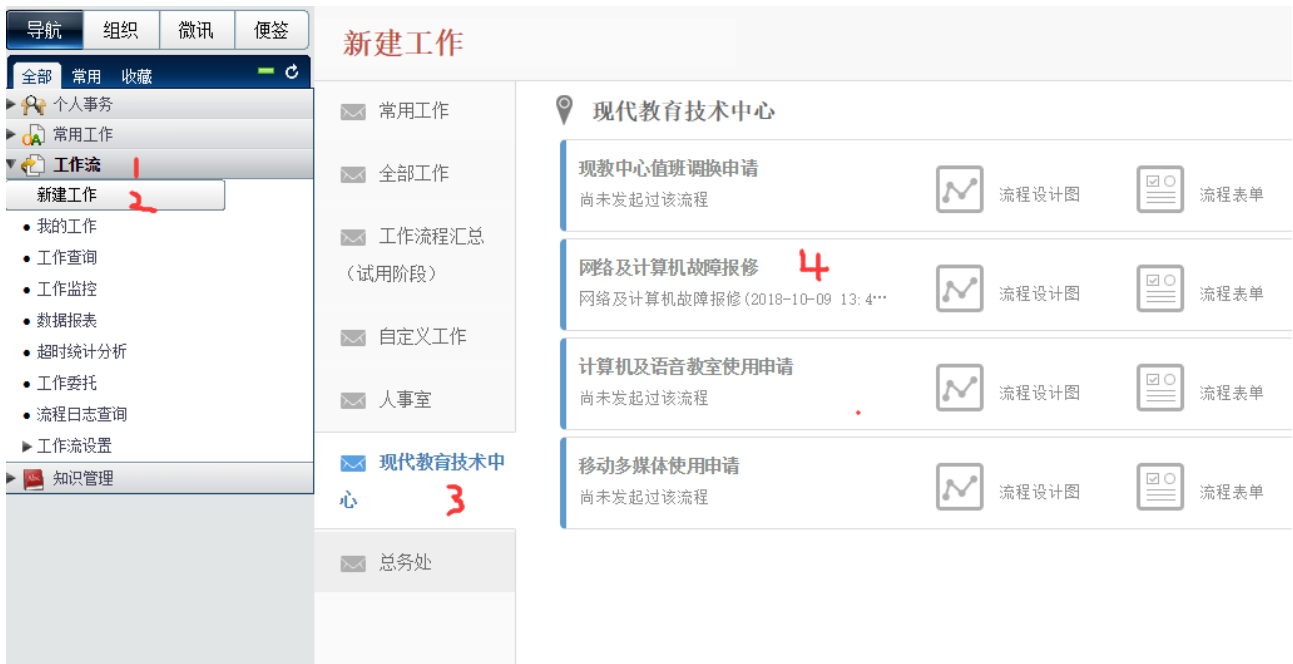 导航 组织 微讯 便签
全部 常用 收藏
个人事务
常用工作
工作流 1
新建工作 2
我的工作
工作查询
工作监控
数据报表
超时统计分析
工作委托
流程日志查询
工作流设置
知识管理
新建工作
常用工作
全部工作
工作流程汇总
（试用阶段）
自定义工作
人事室
现代教育技术中
心 3
总务处
现代教育技术中心
现教中心值班调换申请
尚未发起过该流程
流程设计图 流程表单
网络及计算机故障报修 4
网络及计算机故障报修(2018-10-09 13:4…
流程设计图 流程表单
计算机及语音教室使用申请
尚未发起过该流程
流程设计图 流程表单
移动多媒体使用申请
尚未发起过该流程
流程设计图 流程表单